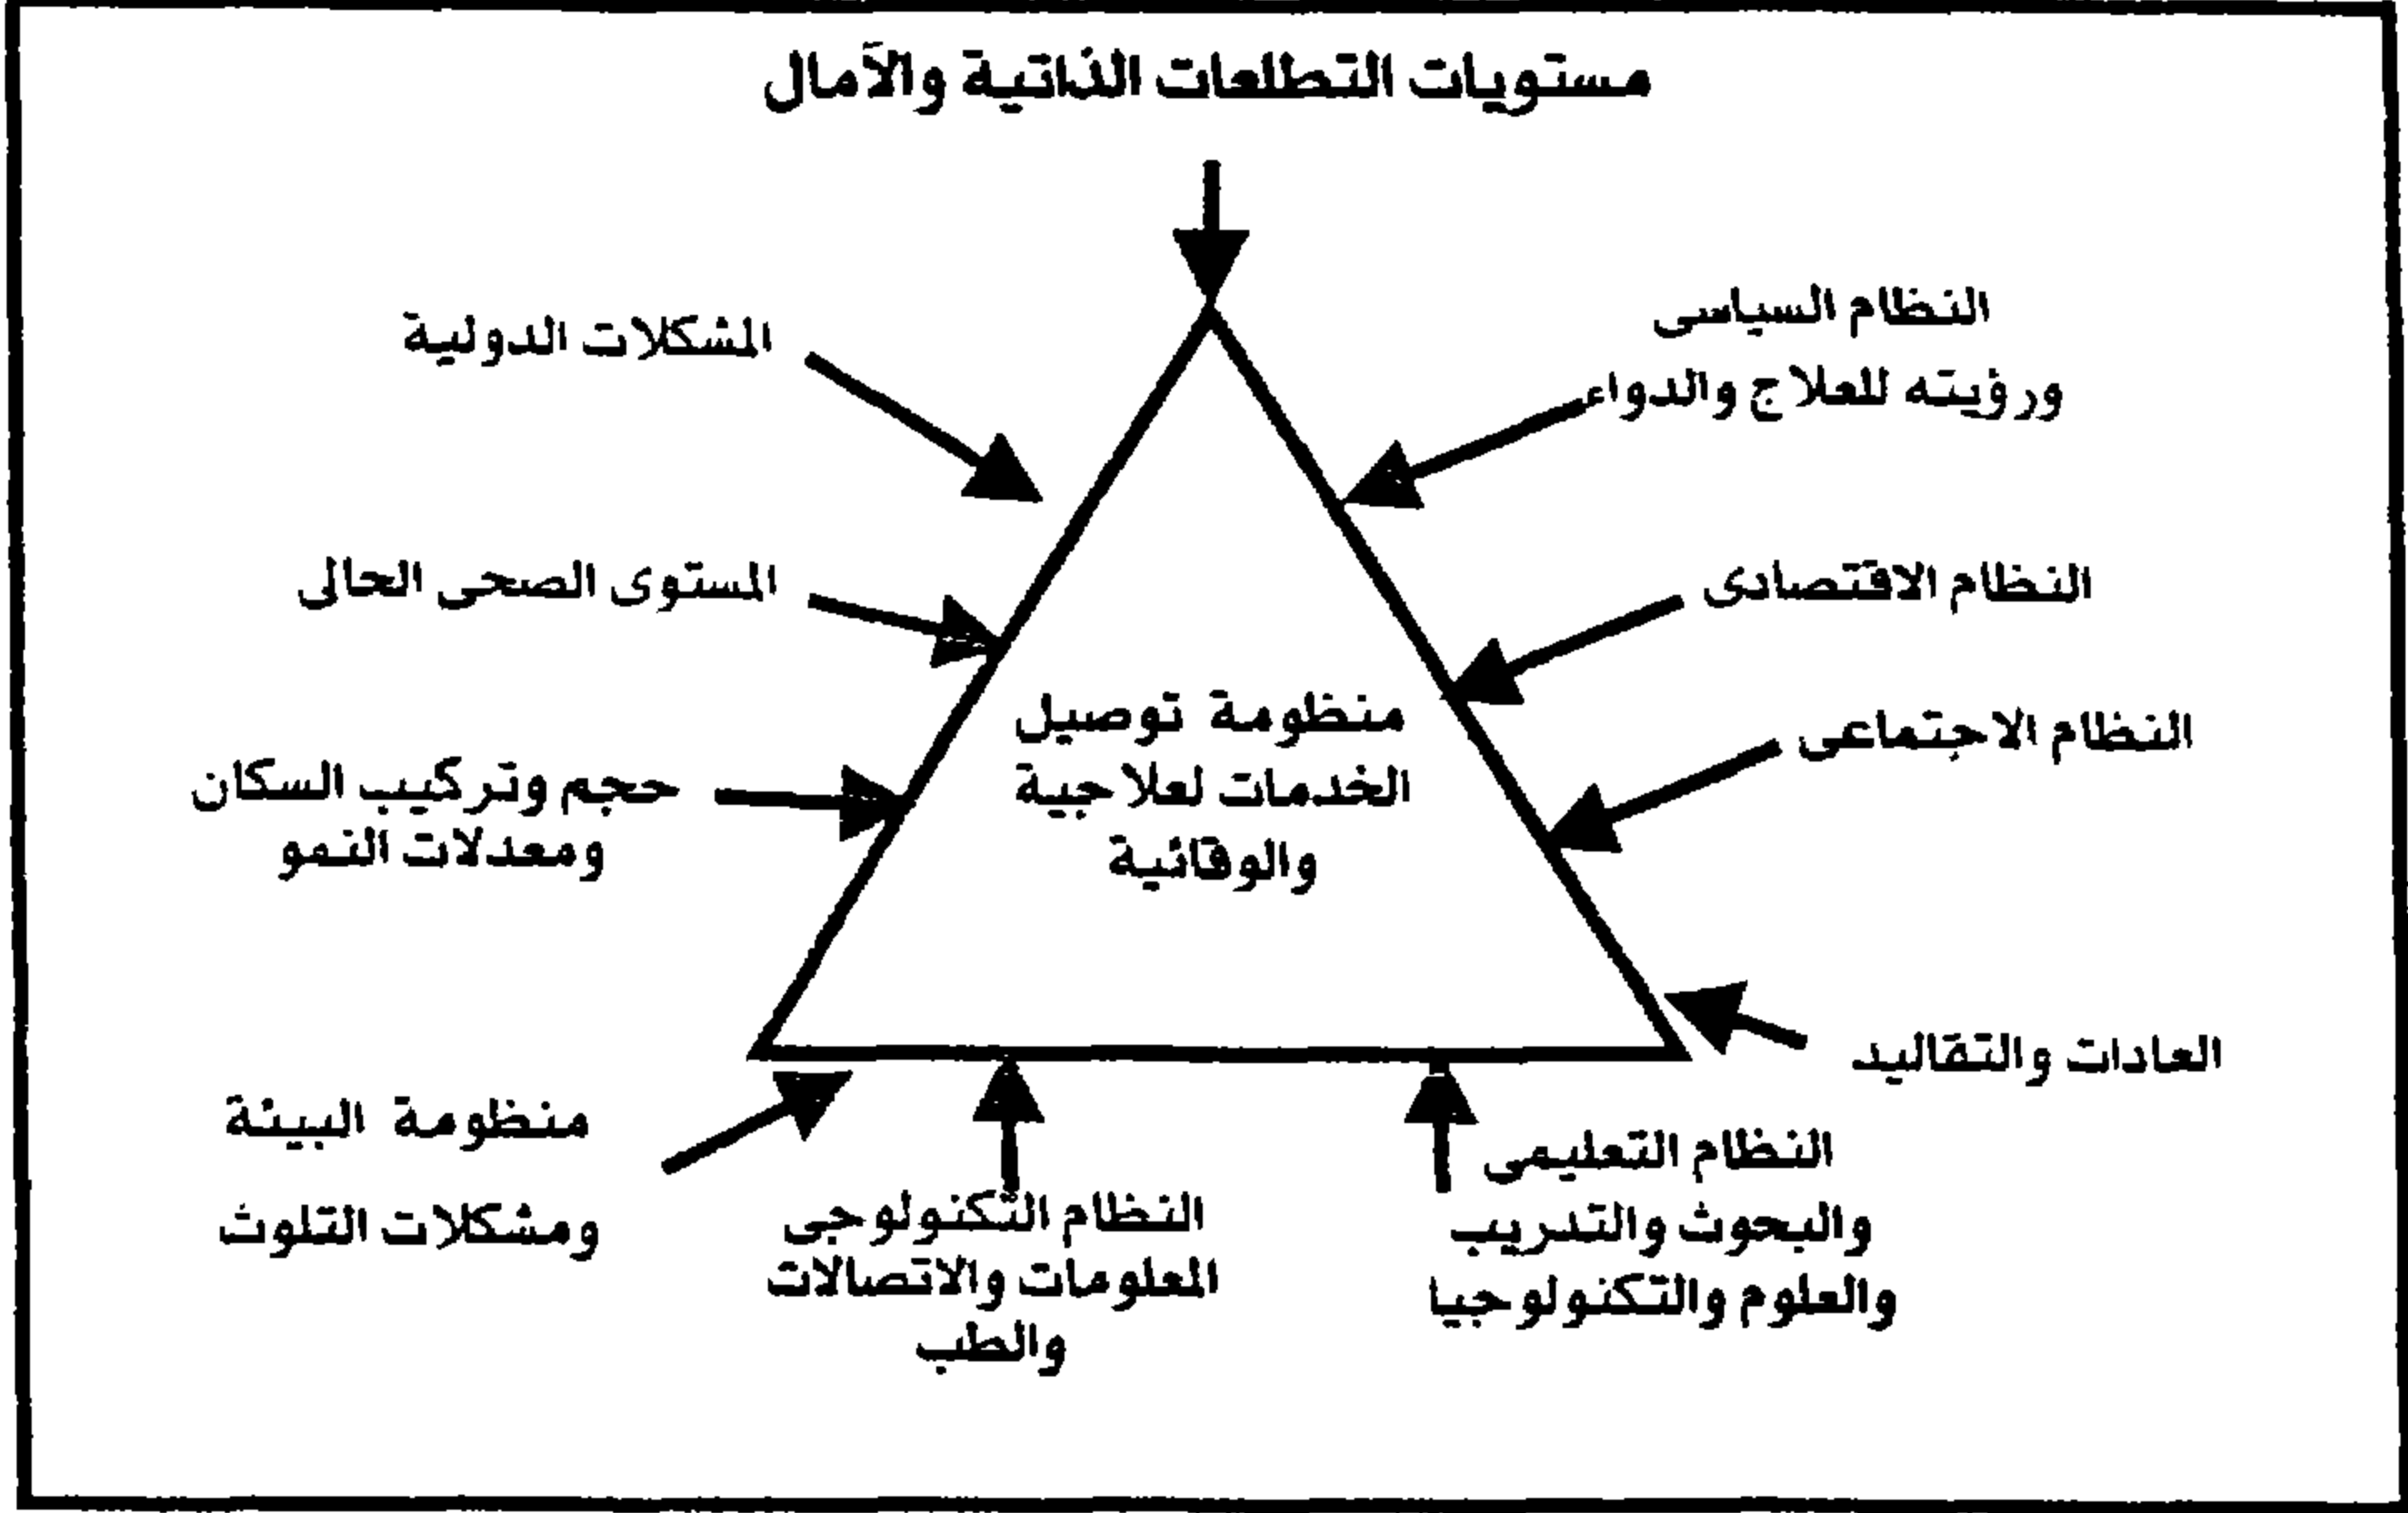 مستويات التطلعات الذاتية والآمال
النظام السياسى
ورؤيته للعلاج والدواء
المشكلات الدولية
النظام الاقتصادى
المستوى الصحى الحالى
النظام الاجتماعى
منظومة توصيل
الخدمات لعلاجية
والوقائية
حجم وتركيب السكان
ومعدلات النمو
العادات والتقاليد
النظام التعليمى
والبحوث والتدريب
والعلوم والتكنولوجيا
النظام التكنولوجى
المعلومات والاتصالات
والطب
منظومة البيئة
ومشكلات التلوث